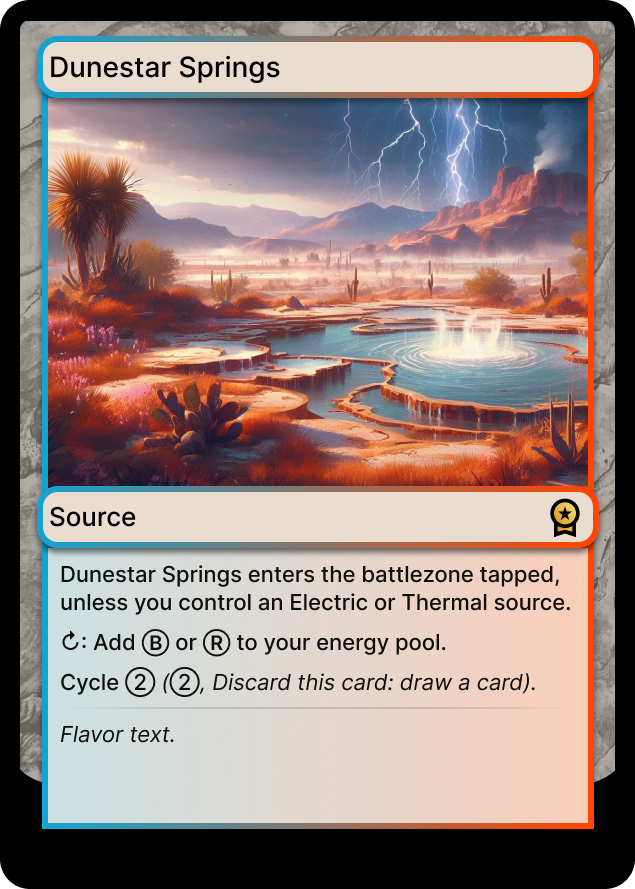 Dunestar Springs
Source
Dunestar Springs enters the battlezone tapped,
unless you control an Electric or Thermal source.
↻: Add Ⓑ or Ⓡ to your energy pool.
Cycle ② (②, Discard this card: draw a card).
Flavor text.